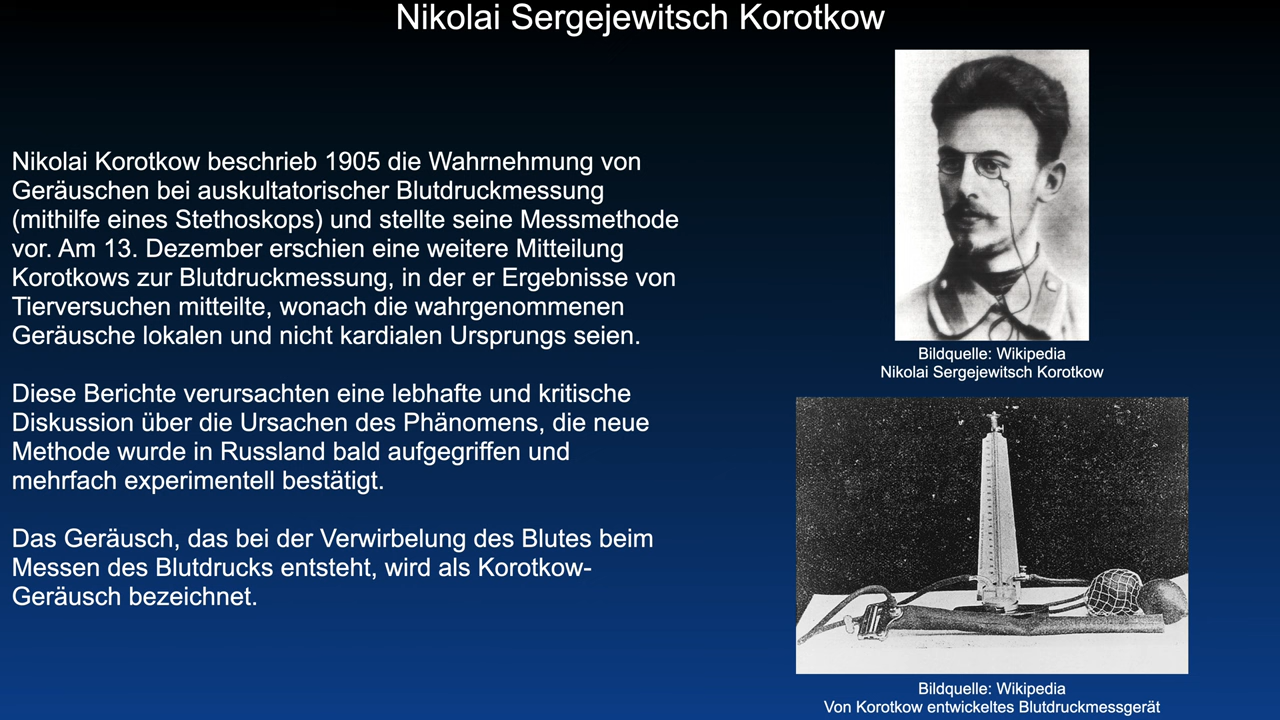 Nikolai Sergejewitsch Korotkow
Nikolai Korotkow beschrieb 1905 die Wahrnehmung von
Geräuschen bei auskultatorischer Blutdruckmessung
(mithilfe eines Stethoskops) und stellte seine Messmethode
vor. Am 13. Dezember erschien eine weitere Mitteilung
Korotkows zur Blutdruckmessung, in der er Ergebnisse von
Tierversuchen mitteilte, wonach die wahrgenommenen
Geräusche lokalen und nicht kardialen Ursprungs seien.
Diese Berichte verursachten eine lebhafte und kritische
Diskussion über die Ursachen des Phänomens, die neue
Methode wurde in Russland bald aufgegriffen und
mehrfach experimentell bestätigt.
Das Geräusch, das bei der Verwirbelung des Blutes beim
Messen des Blutdrucks entsteht, wird als Korotkow-
Geräusch bezeichnet.
Bildquelle: Wikipedia
Nikolai Sergejewitsch Korotkow
Bildquelle: Wikipedia
Von Korotkow entwickeltes Blutdruckmessgerät